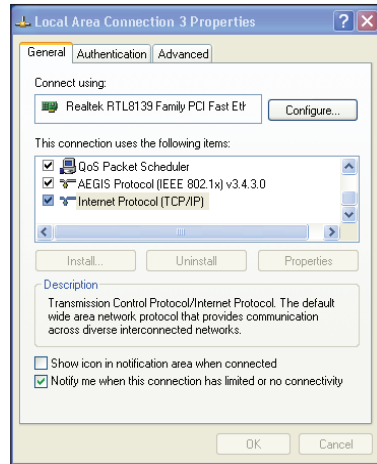 Local Area Connection 3 Properties
General Authentication Advanced
Connect using:
Realtek RTL8139 Family PCI Fast Eth
Configure...
This connection uses the following items:
QoS Packet Scheduler
AEGIS Protocol (IEEE 802.1x) v3.4.3.0
Internet Protocol (TCP/IP)
Install... Uninstall Properties
Description
Transmission Control Protocol/Internet Protocol. The default
wide area network protocol that provides communication
across diverse interconnected networks.
Show icon in notification area when connected
Notify me when this connection has limited or no connectivity
OK Cancel